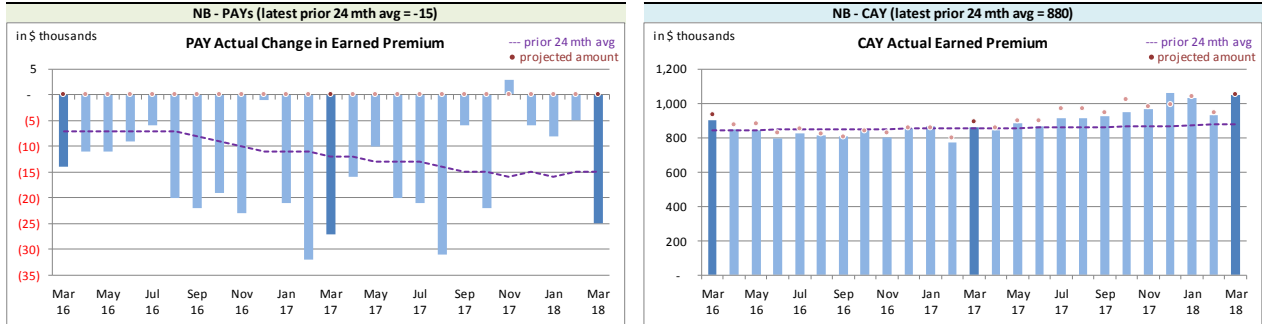 NB - PAYs (latest prior 24 mth avg = -15)
in $ thousands
PAY Actual Change in Earned Premium
--- prior 24 mth avg
• projected amount
5
-
(5)
(10)
(15)
(20)
(25)
(30)
(35)
Mar May Jul Sep Nov Jan Mar May Jul Sep Nov Jan Mar
16 16 16 16 16 17 17 17 17 17 17 18 18
NB - CAY (latest prior 24 mth avg = 880)
in $ thousands
CAY Actual Earned Premium
--- prior 24 mth avg
• projected amount
1,200
1,000
800
600
400
200
-
Mar May Jul Sep Nov Jan Mar May Jul Sep Nov Jan Mar
16 16 16 16 16 17 17 17 17 17 17 18 18